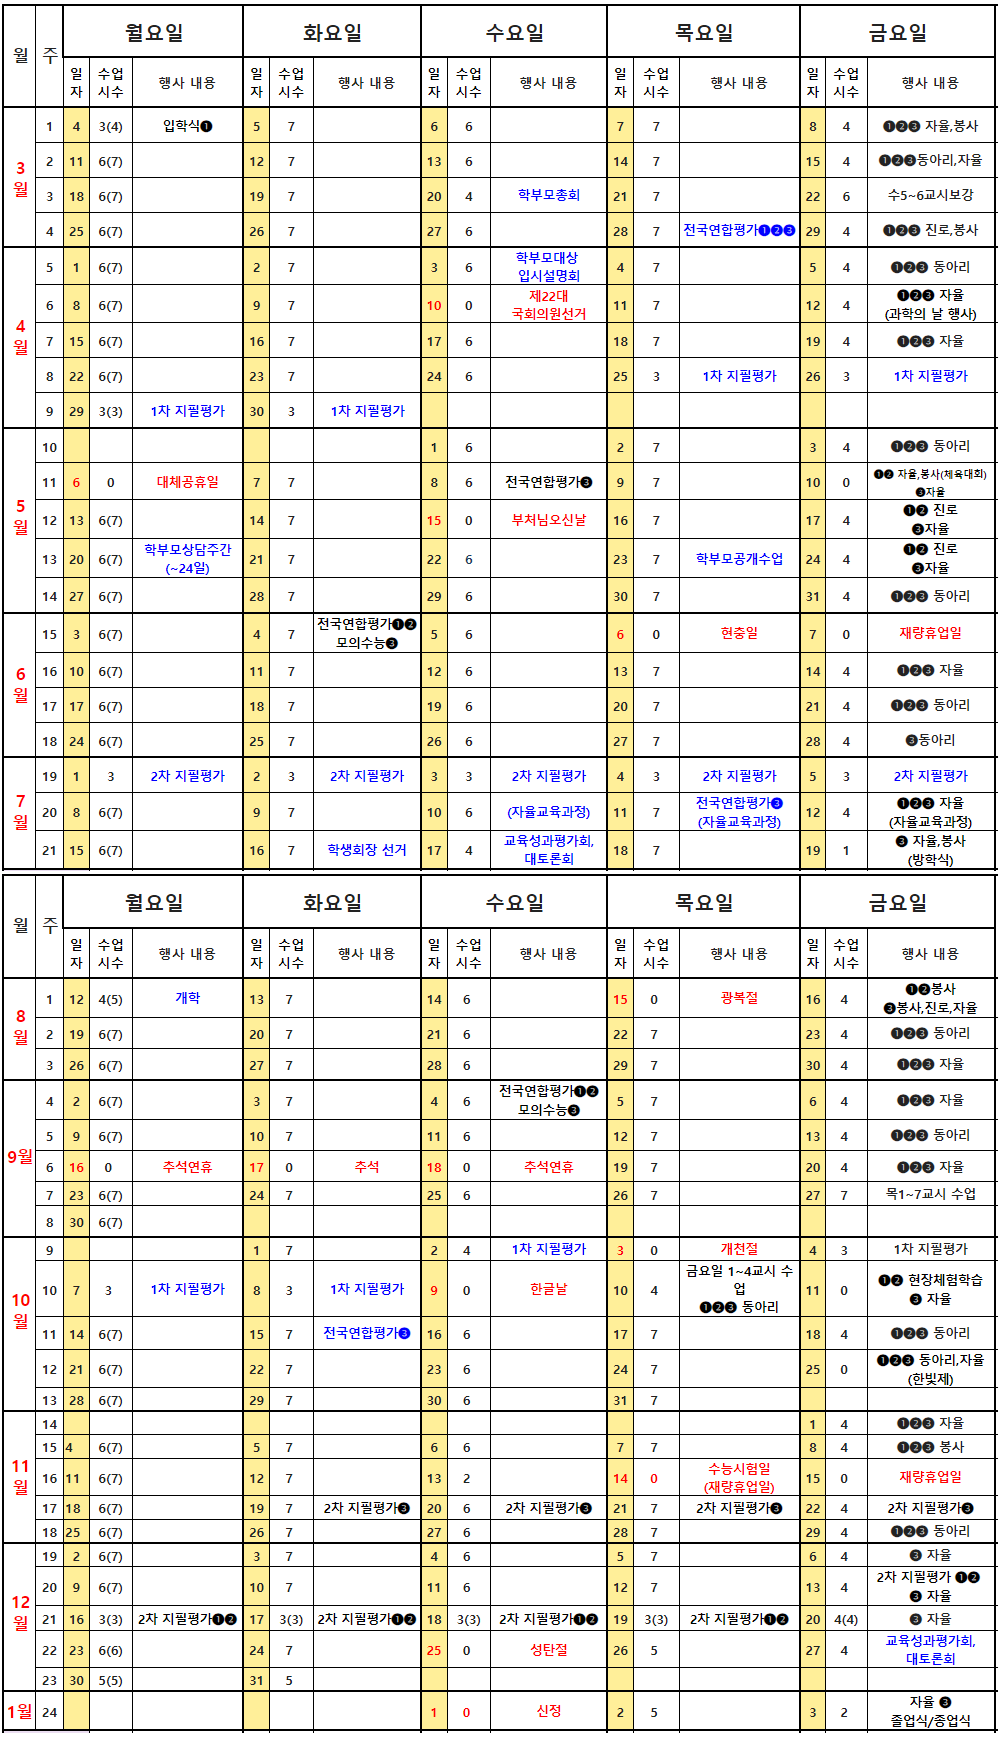 월 주 월요일 화요일 수요일 목요일 금요일
일자 수업시수 행사 내용 일자 수업시수 행사 내용 일자 수업시수 행사 내용 일자 수업시수 행사 내용 일자 수업시수 행사 내용
3월
1 4 3(4) 입학식❶ 5 7 6 6 7 7 8 4 ❶❷❸ 자율,봉사
2 11 6(7) 12 7 13 6 14 7 15 4 ❶❷❸동아리,자율
3 18 6(7) 19 7 20 4 학부모총회 21 7 22 6 수5~6교시보강
4 25 6(7) 26 7 27 6 28 7 전국연합평가❶❷❸ 29 4 ❶❷❸ 진로,봉사
4월
5 1 6(7) 2 7 3 6 학부모대상 입시설명회 4 7 5 4 ❶❷❸ 동아리
6 8 6(7) 9 7 10 0 제22대 국회의원선거 11 7 12 4 ❶❷❸ 자율 (과학의 날 행사)
7 15 6(7) 16 7 17 6 18 7 19 4 ❶❷❸ 자율
8 22 6(7) 23 7 24 6 25 3 1차 지필평가 26 3 1차 지필평가
9 29 3(3) 1차 지필평가 30 3 1차 지필평가
5월
10 1 6 2 7 3 4 ❶❷❸ 동아리
11 6 0 대체공휴일 7 7 8 6 전국연합평가❸ 9 7 10 0 ❶❷ 자율,봉사(체육대회) ❸자율
12 13 6(7) 14 7 15 0 부처님오신날 16 7 17 4 ❶❷ 진로 ❸자율
13 20 6(7) 학부모상담주간 (~24일) 21 7 22 6 23 7 학부모공개수업 24 4 ❶❷ 진로 ❸자율
14 27 6(7) 28 7 29 6 30 7 31 4 ❶❷❸ 동아리
6월
15 3 6(7) 4 7 전국연합평가❶❷ 모의수능❸ 5 6 6 0 현충일 7 0 재량휴업일
16 10 6(7) 11 7 12 6 13 7 14 4 ❶❷❸ 자율
17 17 6(7) 18 7 19 6 20 7 21 4 ❶❷❸ 동아리
18 24 6(7) 25 7 26 6 27 7 28 4 ❸동아리
7월
19 1 3 2차 지필평가 2 3 2차 지필평가 3 3 2차 지필평가 4 3 2차 지필평가 5 3 2차 지필평가
20 8 6(7) 9 7 10 6 (자율교육과정) 11 7 전국연합평가❸ (자율교육과정) 12 4 ❶❷❸ 자율 (자율교육과정)
21 15 6(7) 16 7 학생회장 선거 17 4 교육성과평가회, 대토론회 18 7 19 1 ❸ 자율,봉사 (방학식)
월 주 월요일 화요일 수요일 목요일 금요일
일자 수업시수 행사 내용 일자 수업시수 행사 내용 일자 수업시수 행사 내용 일자 수업시수 행사 내용 일자 수업시수 행사 내용
8월
1 12 4(5) 개학 13 7 14 6 15 0 광복절 16 4 ❶❷봉사 ❸봉사,진로,자율
2 19 6(7) 20 7 21 6 22 7 23 4 ❶❷❸ 동아리
3 26 6(7) 27 7 28 6 29 7 30 4 ❶❷❸ 자율
9월
4 2 6(7) 3 7 4 6 전국연합평가❶❷ 모의수능❸ 5 7 6 4 ❶❷❸ 자율
5 9 6(7) 10 7 11 6 12 7 13 4 ❶❷❸ 동아리
6 16 0 추석연휴 17 0 추석 18 0 추석연휴 19 7 20 4 ❶❷❸ 자율
7 23 6(7) 24 7 25 6 26 7 27 7 목1~7교시 수업
8 30 6(7)
10월
9 1 7 2 4 1차 지필평가 3 0 개천절 4 3 1차 지필평가
10 7 3 1차 지필평가 8 3 1차 지필평가 9 0 한글날 10 4 금요일 1~4교시 수업 ❶❷❸ 동아리 11 0 ❶❷ 현장체험학습 ❸ 자율
11 14 6(7) 15 7 전국연합평가❸ 16 6 17 7 18 4 ❶❷❸ 동아리
12 21 6(7) 22 7 23 6 24 7 25 0 ❶❷❸ 동아리,자율 (한빛제)
13 28 6(7) 29 7 30 6 31 7
11월
14 1 4 ❶❷❸ 자율
15 4 6(7) 5 7 6 6 7 7 8 4 ❶❷❸ 봉사
16 11 6(7) 12 7 13 2 14 0 수능시험일 (재량휴업일) 15 0 재량휴업일
17 18 6(7) 19 7 2차 지필평가❸ 20 6 2차 지필평가❸ 21 7 2차 지필평가❸ 22 4 2차 지필평가❸
18 25 6(7) 26 7 27 6 28 7 29 4 ❶❷❸ 동아리
12월
19 2 6(7) 3 7 4 6 5 7 6 4 ❸ 자율
20 9 6(7) 10 7 11 6 12 7 13 4 2차 지필평가 ❶❷ ❸ 자율
21 16 3(3) 2차 지필평가❶❷ 17 3(3) 2차 지필평가❶❷ 18 3(3) 2차 지필평가❶❷ 19 3(3) 2차 지필평가❶❷ 20 4(4) ❸ 자율
22 23 6(6) 24 7 25 0 성탄절 26 5 27 4 교육성과평가회, 대토론회
23 30 5(5) 31 5
1월
24 1 0 신정 2 5 3 2 자율 ❸ 졸업식/종업식